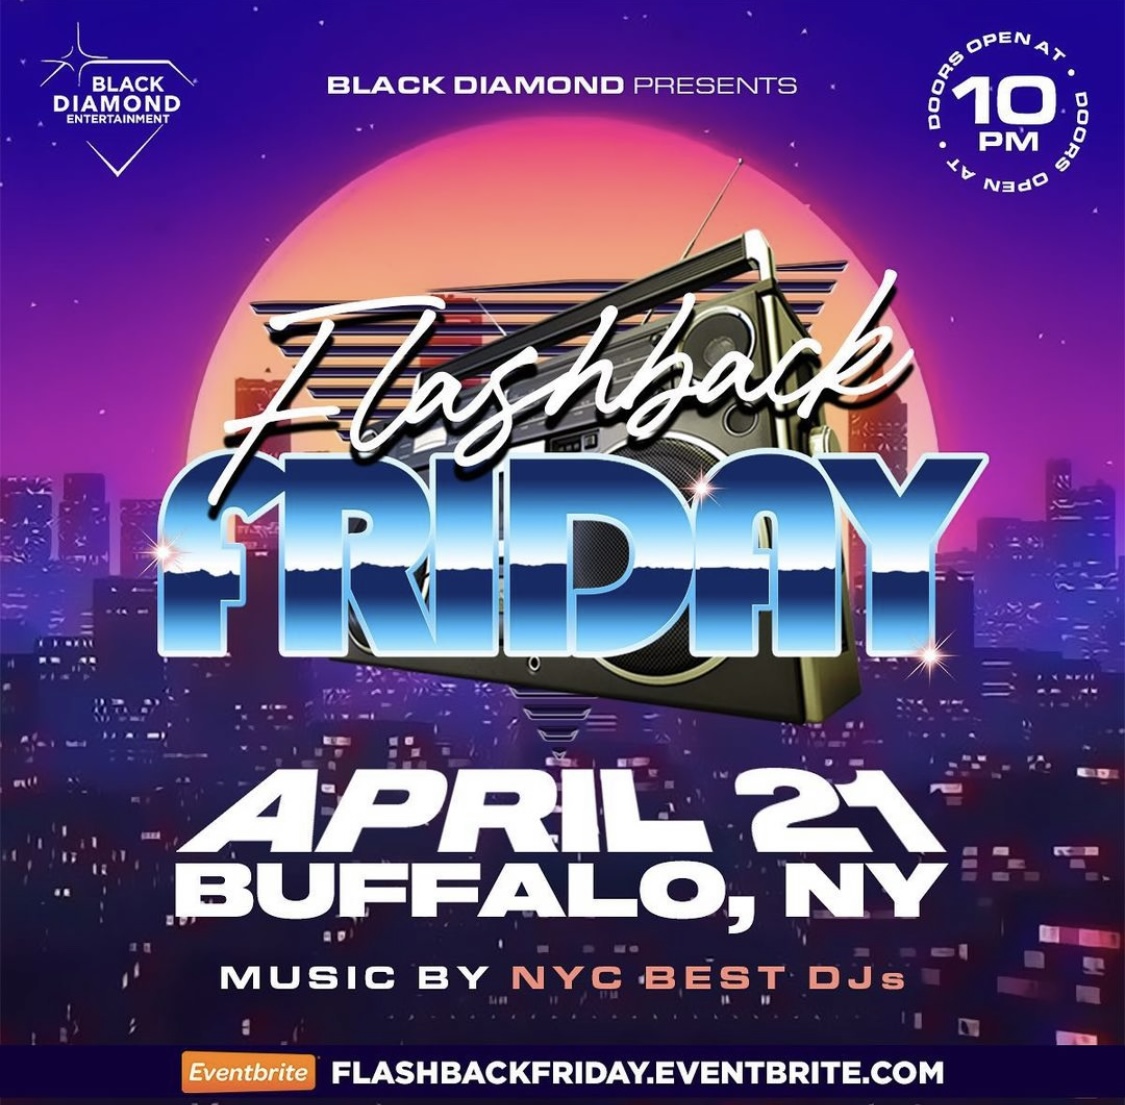 BLACK
DIAMOND
ENTERTAINMENT
BLACK DIAMOND PRESENTS
DOORS OPEN AT • DOORS OPEN AT •
10
PM
Flashback
FRIDAY
APRIL 21
BUFFALO, NY
MUSIC BY NYC BEST DJs
Eventbrite FLASHBACKFRIDAY.EVENTBRITE.COM